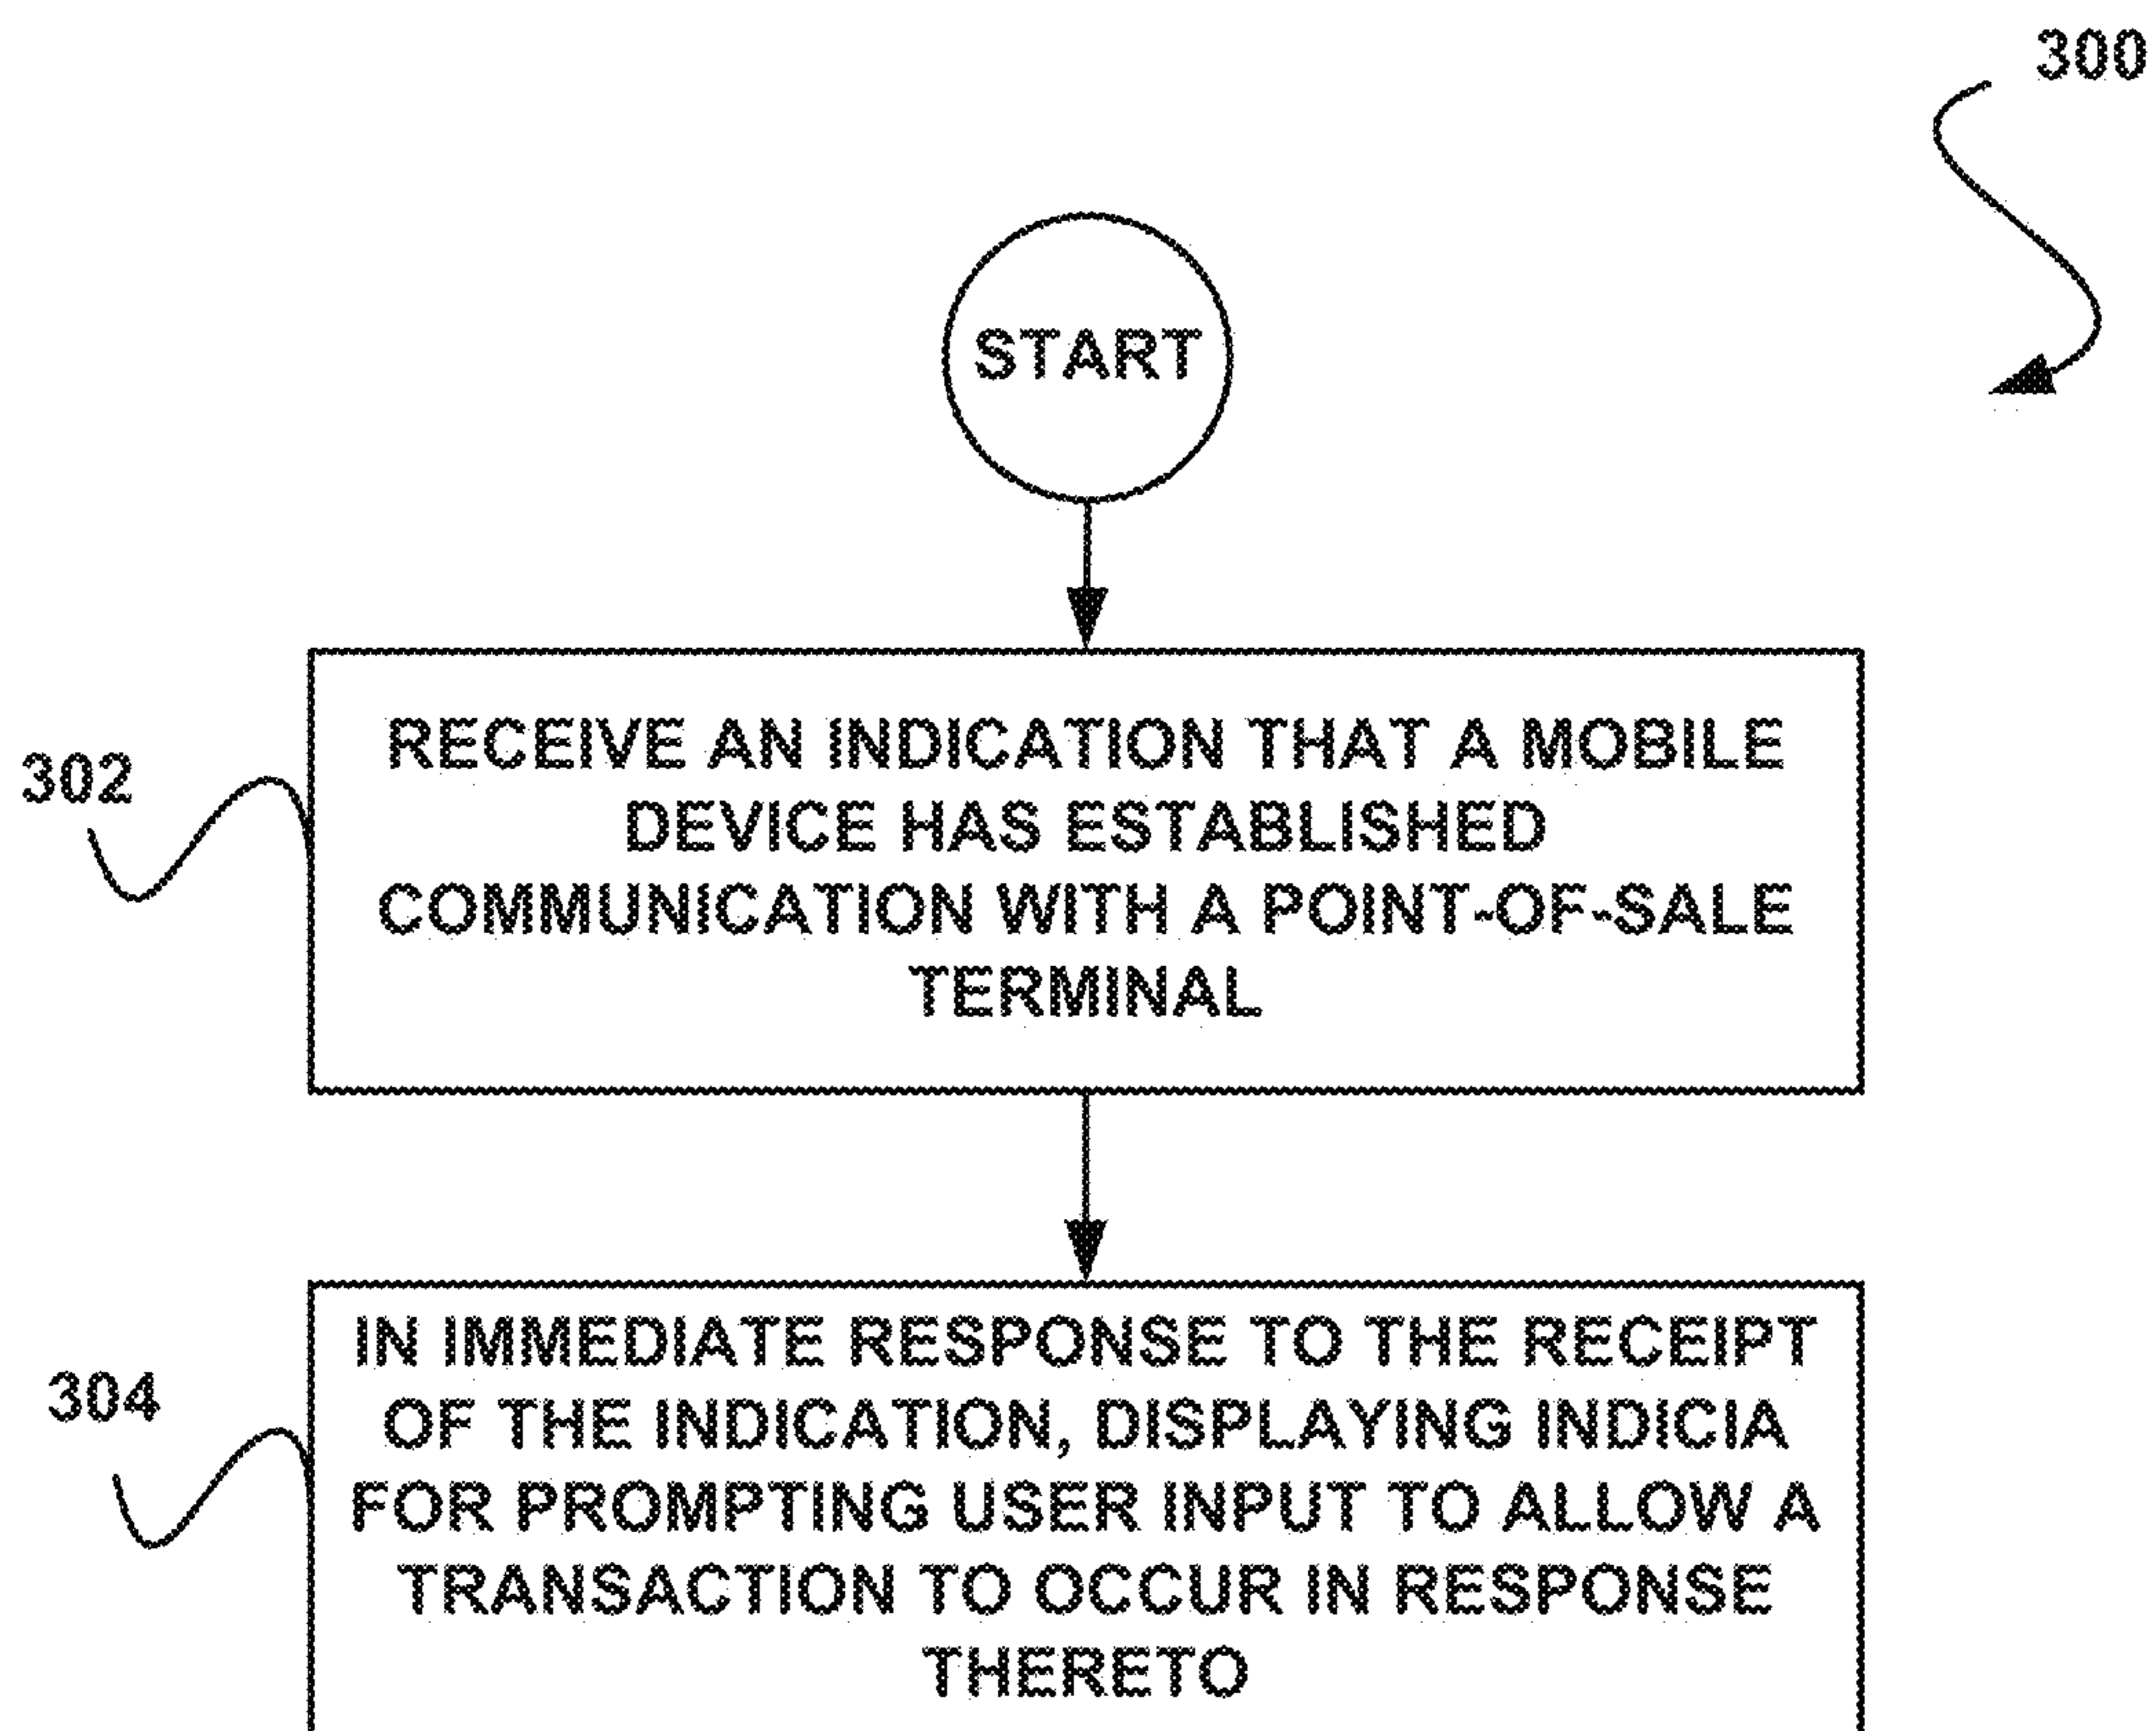 300
START
302
RECEIVE AN INDICATION THAT A MOBILE
DEVICE HAS ESTABLISHED
COMMUNICATION WITH A POINT-OF-SALE
TERMINAL
304
IN IMMEDIATE RESPONSE TO THE RECEIPT
OF THE INDICATION, DISPLAYING INDICIA
FOR PROMPTING USER INPUT TO ALLOW A
TRANSACTION TO OCCUR IN RESPONSE
THERETO